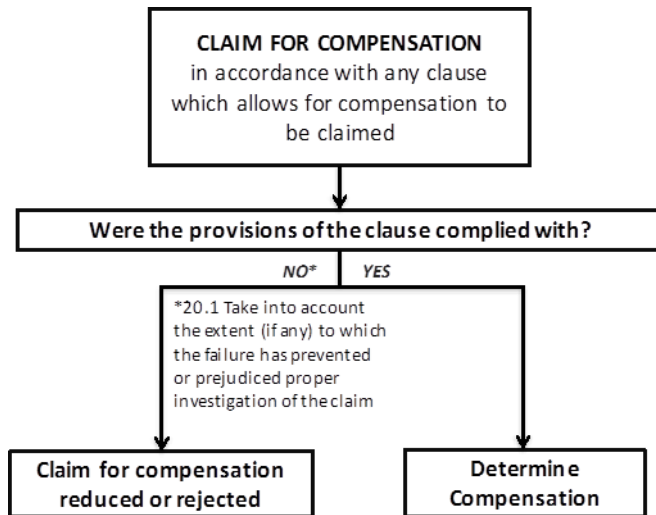 CLAIM FOR COMPENSATION
in accordance with any clause
which allows for compensation to
be claimed
Were the provisions of the clause complied with?
NO* YES
*20.1 Take into account
the extent (if any) to which
the failure has prevented
or prejudiced proper
investigation of the claim
Claim for compensation
reduced or rejected
Determine
Compensation